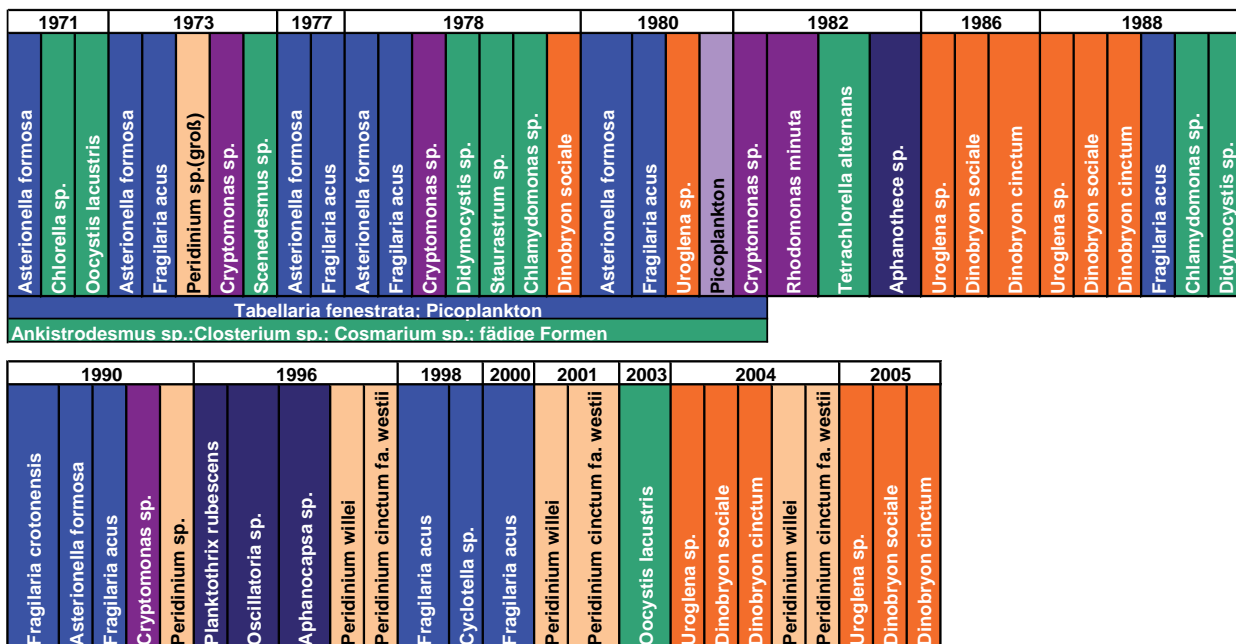 1971 1973 1977 1978 1980 1982 1986 1988
Asterionella formosa
Chlorella sp.
Oocystis lacustris
Asterionella formosa
Fragilaria acus
Peridinium sp.(groß)
Cryptomonas sp.
Scenedesmus sp.
Asterionella formosa
Fragilaria acus
Asterionella formosa
Fragilaria acus
Cryptomonas sp.
Didymocystis sp.
Staurastrum sp.
Chlamydomonas sp.
Dinobryon sociale
Asterionella formosa
Fragilaria acus
Uroglena sp.
Picoplankton
Cryptomonas sp.
Rhodomonas minuta
Tetrachlorella alternans
Aphanothece sp.
Uroglena sp.
Dinobryon sociale
Dinobryon cinctum
Uroglena sp.
Dinobryon sociale
Dinobryon cinctum
Fragilaria acus
Chlamydomonas sp.
Didymocystis sp.
Tabellaria fenestrata; Picoplankton
Ankistrodesmus sp.;Closterium sp.; Cosmarium sp.; fädige Formen
1990 1996 1998 2000 2001 2003 2004 2005
Fragilaria crotonensis
Asterionella formosa
Fragilaria acus
Cryptomonas sp.
Peridinium sp.
Planktothrix rubescens
Oscillatoria sp.
Aphanocapsa sp.
Peridinium willei
Peridinium cinctum fa. westii
Fragilaria acus
Cyclotella sp.
Fragilaria acus
Peridinium willei
Peridinium cinctum fa. westii
Oocystis lacustris
Uroglena sp.
Dinobryon sociale
Dinobryon cinctum
Peridinium willei
Peridinium cinctum fa. westii
Uroglena sp.
Dinobryon sociale
Dinobryon cinctum